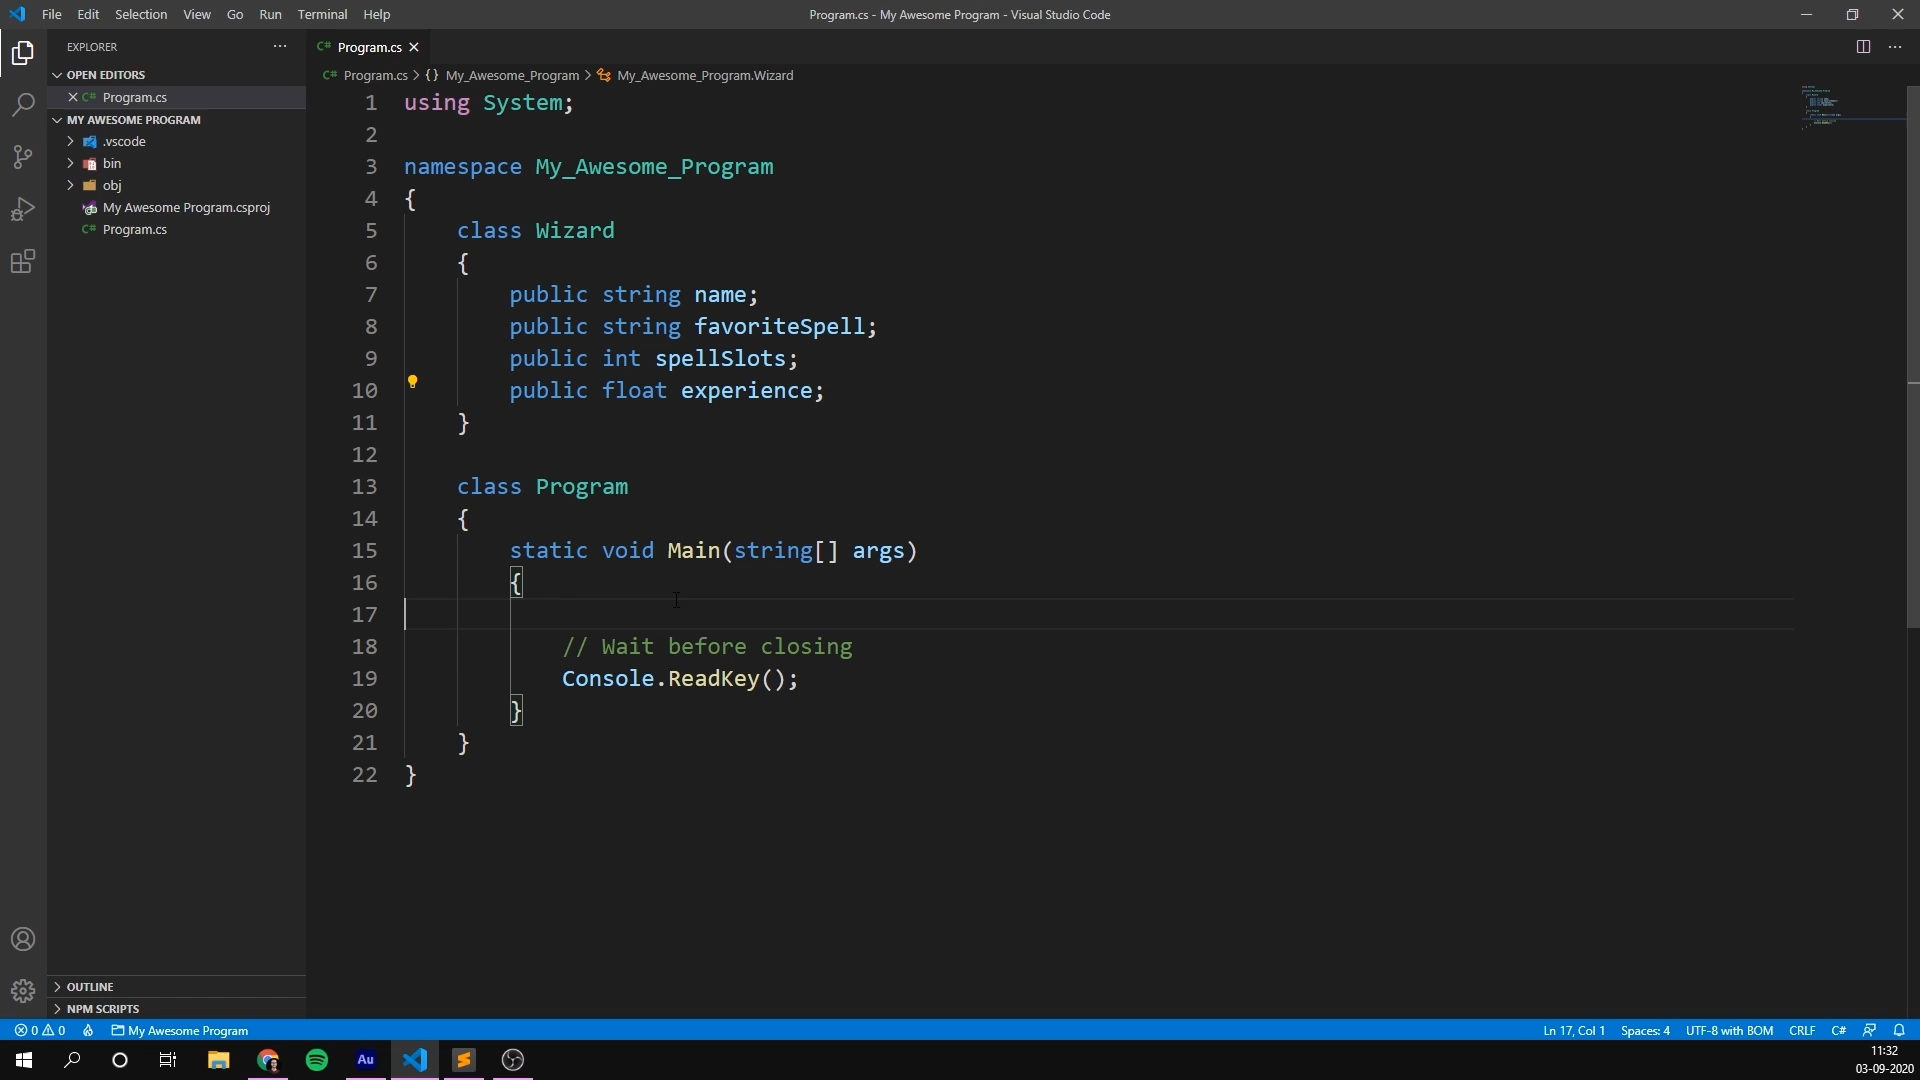 File Edit Selection View Go Run Terminal Help
Program.cs - My Awesome Program - Visual Studio Code
EXPLORER
OPEN EDITORS
C# Program.cs
MY AWESOME PROGRAM
.vscode
bin
obj
My Awesome Program.csproj
C# Program.cs
OUTLINE
NPM SCRIPTS
C# Program.cs
C# Program.cs > {} My_Awesome_Program > My_Awesome_Program.Wizard
1 using System;
2
3 namespace My_Awesome_Program
4 {
5 class Wizard
6 {
7 public string name;
8 public string favoriteSpell;
9 public int spellSlots;
10 public float experience;
11 }
12
13 class Program
14 {
15 static void Main(string[] args)
16 {
17
18 // Wait before closing
19 Console.ReadKey();
20 }
21 }
22 }
0 0 My Awesome Program
Ln 17, Col 1 Spaces: 4 UTF-8 with BOM CRLF C#
Au
11:32
03-09-2020